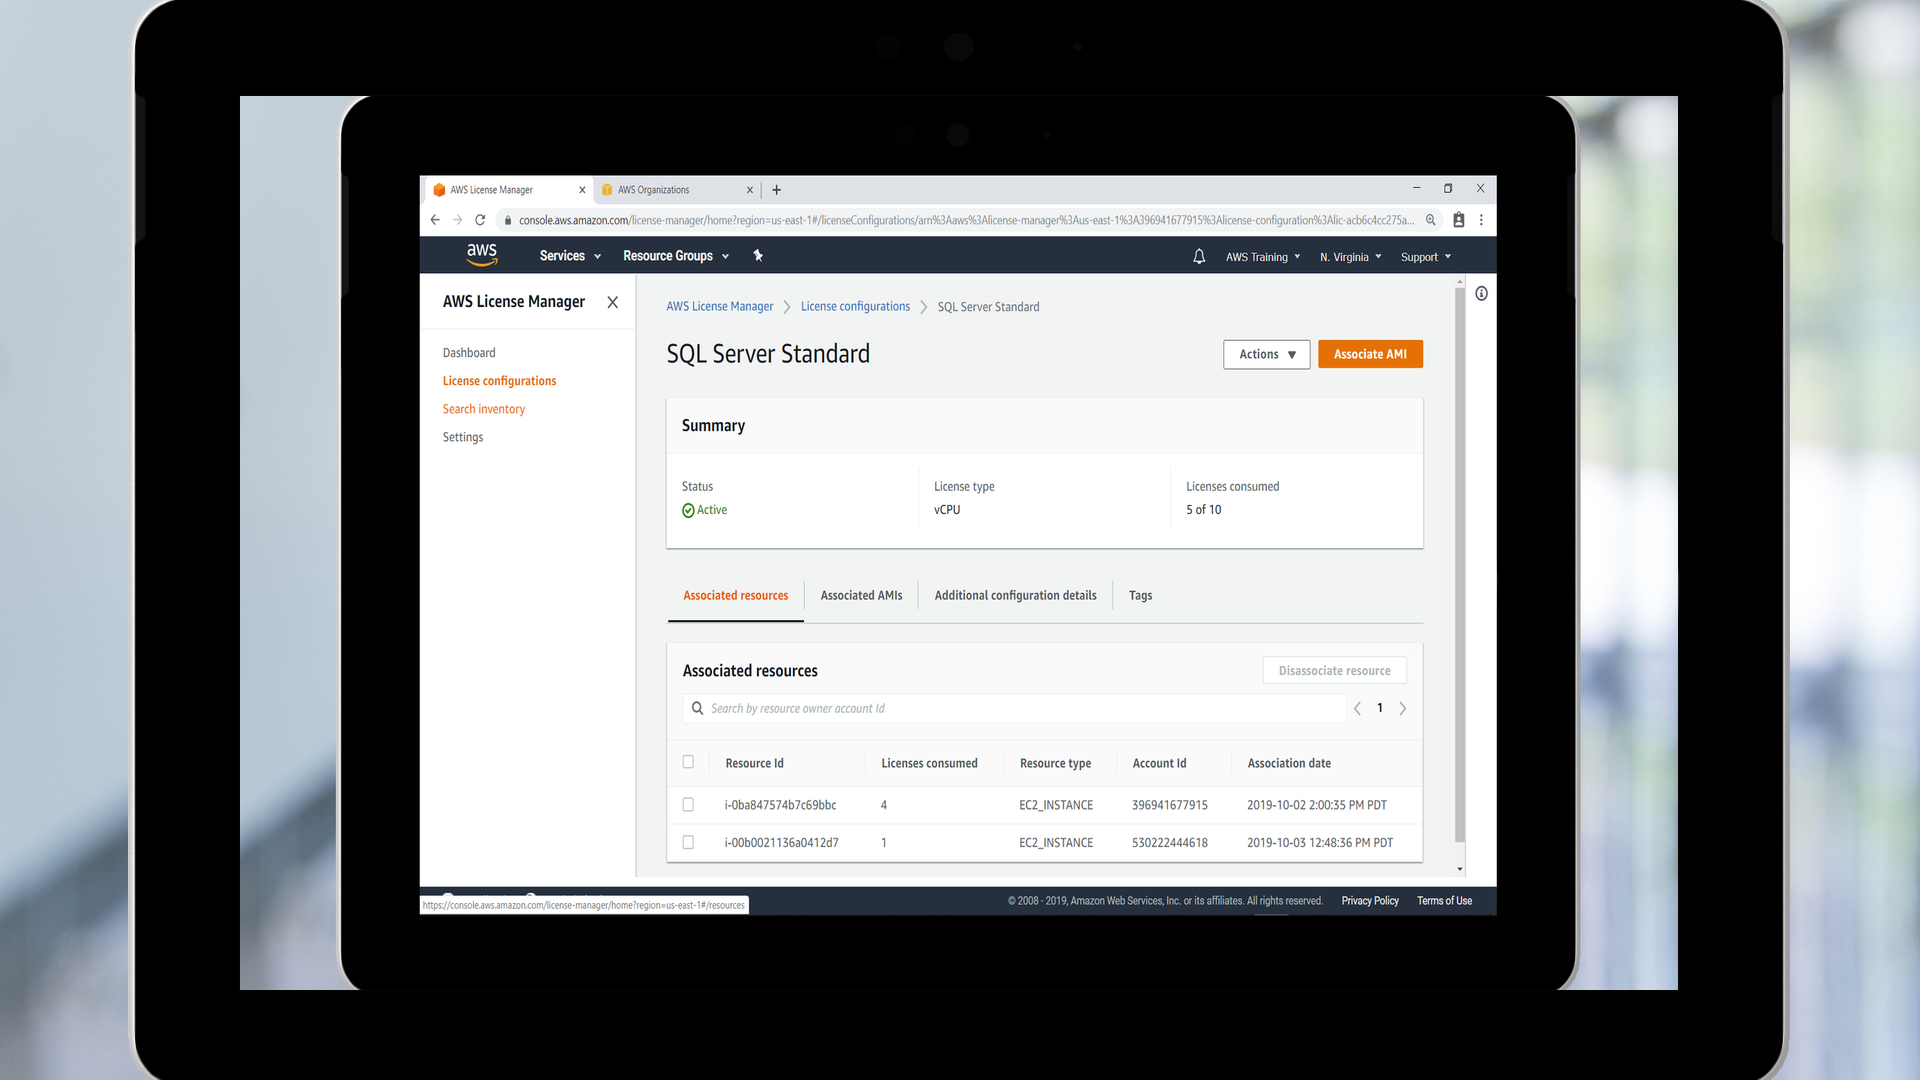 AWS License Manager
AWS Organizations
console.aws.amazon.com/license-manager/home?region=us-east-1#/licenseConfigurations/arn%3Aaws%3Alicense-manager%3Aus-east-1%3A396941677915%3Alicense-configuration%3Alic-acb6c4cc275a...
aws
Services
Resource Groups
AWS Training
N. Virginia
Support
AWS License Manager
Dashboard
License configurations
Search inventory
Settings
AWS License Manager
License configurations
SQL Server Standard
SQL Server Standard
Actions
Associate AMI
Summary
Status
Active
License type
vCPU
Licenses consumed
5 of 10
Associated resources
Associated AMIs
Additional configuration details
Tags
Associated resources
Disassociate resource
Search by resource owner account Id
1
Resource Id Licenses consumed Resource type Account Id Association date
i-0ba847574b7c69bbc 4 EC2_INSTANCE 396941677915 2019-10-02 2:00:35 PM PDT
i-00b0021136a0412d7 1 EC2_INSTANCE 530222444618 2019-10-03 12:48:36 PM PDT
https://console.aws.amazon.com/license-manager/home?region=us-east-1#/resources
© 2008 - 2019, Amazon Web Services, Inc. or its affiliates. All rights reserved.
Privacy Policy
Terms of Use